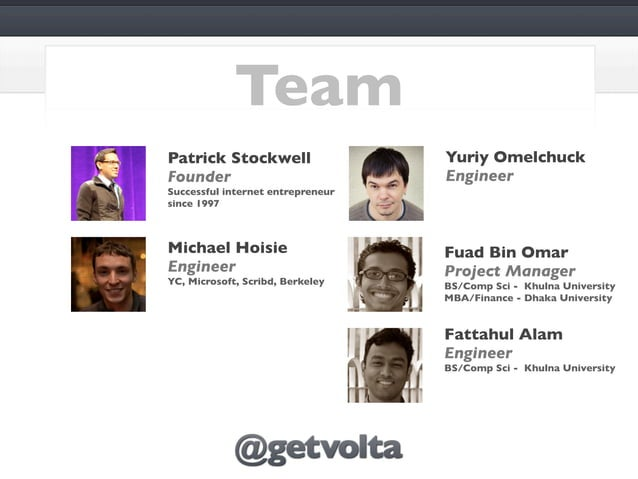 Team
Patrick Stockwell
Founder
Successful internet entrepreneur
since 1997
Yuriy Omelchuck
Engineer
Michael Hoisie
Engineer
YC, Microsoft, Scribd, Berkeley
Fuad Bin Omar
Project Manager
BS/Comp Sci - Khulna University
MBA/Finance - Dhaka University
Fattahul Alam
Engineer
BS/Comp Sci - Khulna University
@getvolta